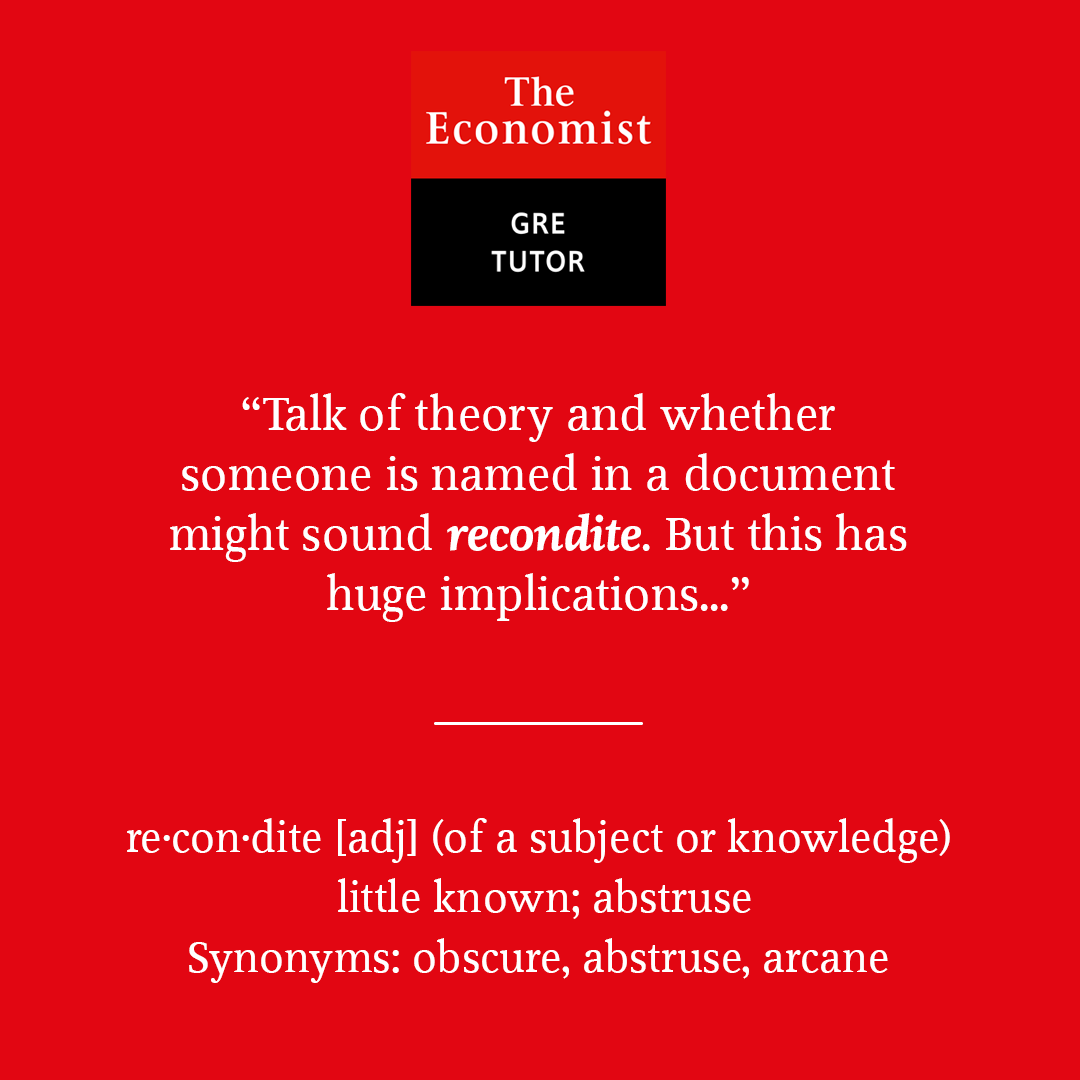 The
Economist
GRE
TUTOR
“Talk of theory and whether
someone is named in a document
might sound recondite. But this has
huge implications...”
re·con·dite [adj] (of a subject or knowledge)
little known; abstruse
Synonyms: obscure, abstruse, arcane